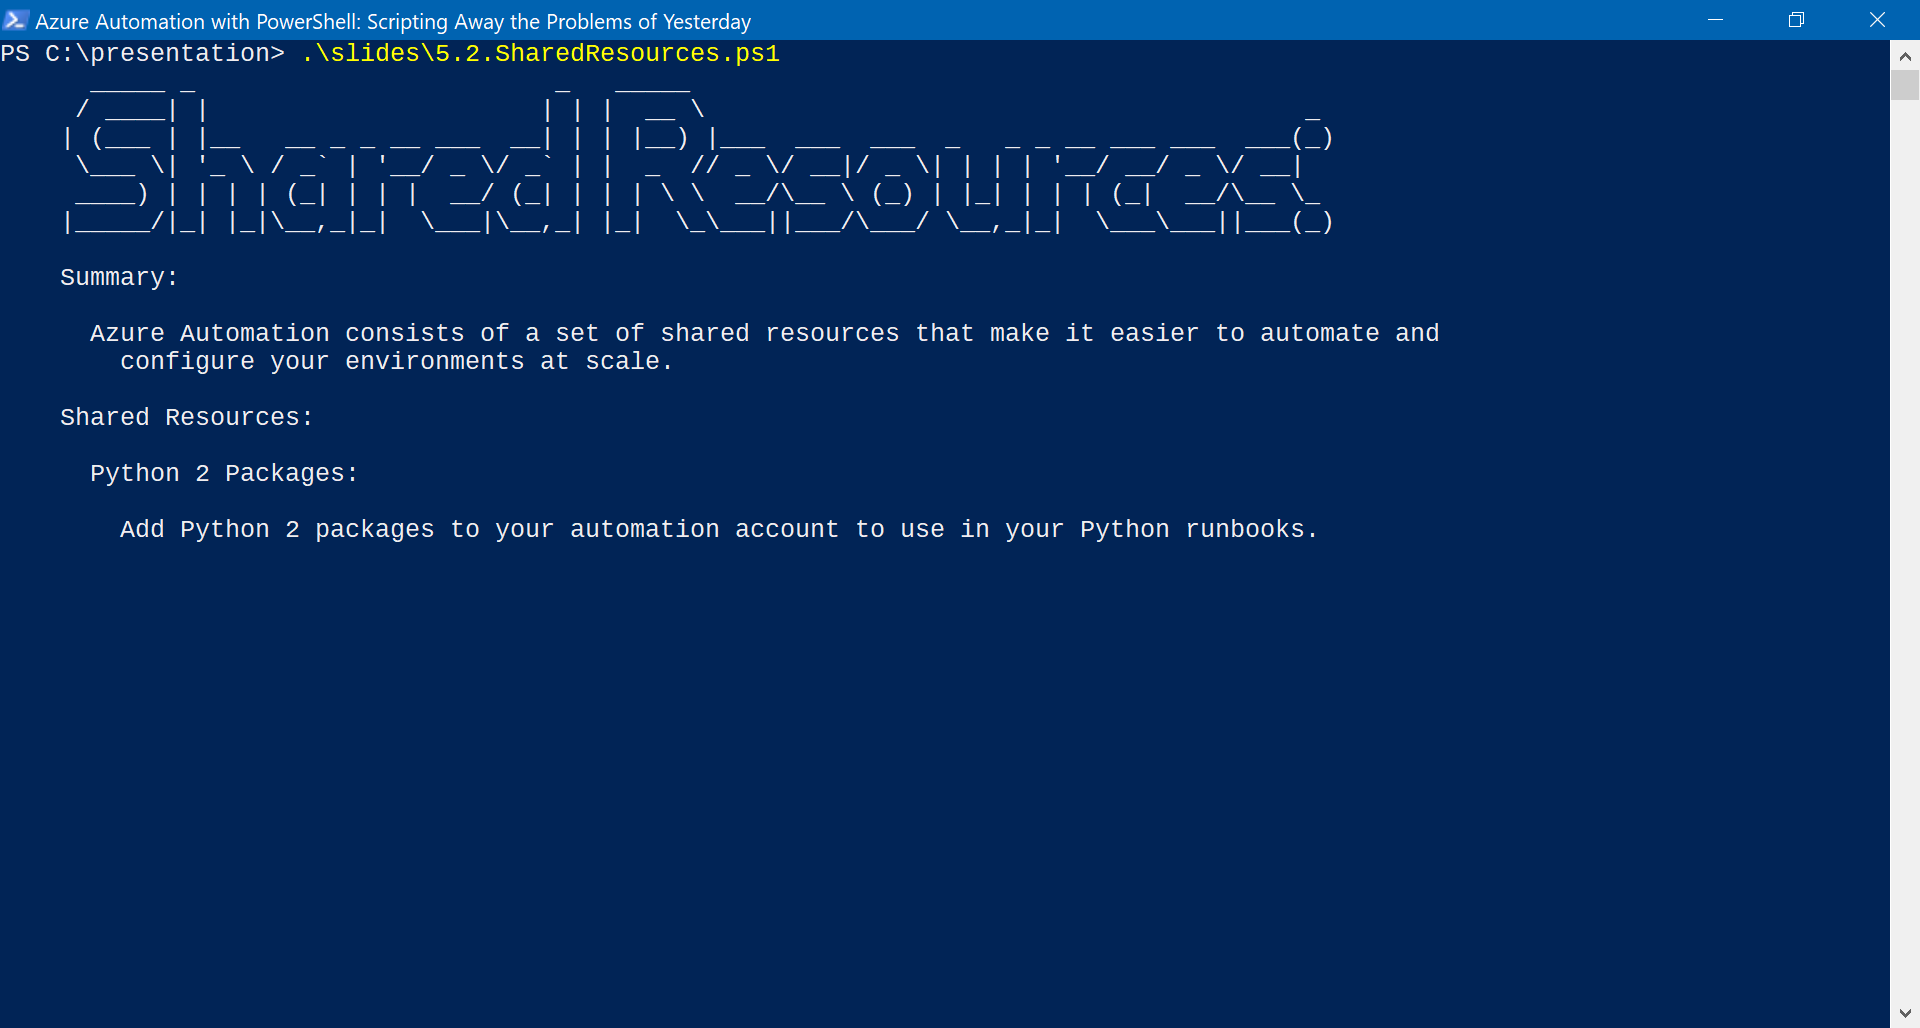 Azure Automation with PowerShell: Scripting Away the Problems of Yesterday
PS C:\presentation> .\slides\5.2.SharedResources.ps1
Shared Resources:
Summary:
Azure Automation consists of a set of shared resources that make it easier to automate and
configure your environments at scale.
Shared Resources:
Python 2 Packages:
Add Python 2 packages to your automation account to use in your Python runbooks.